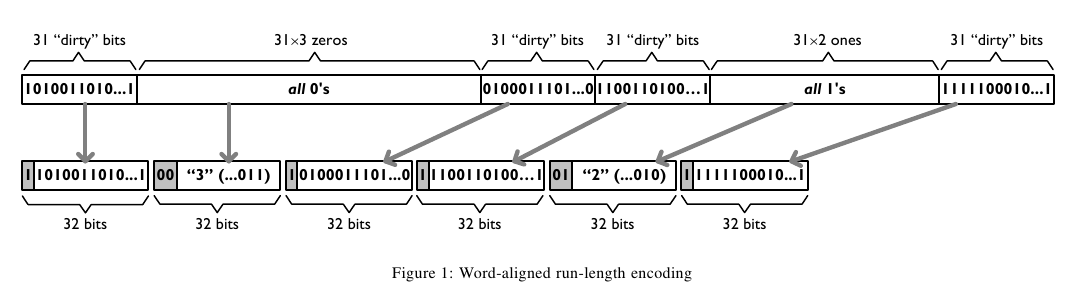 31 “dirty” bits 31×3 zeros 31 “dirty” bits 31 “dirty” bits 31×2 ones 31 “dirty” bits
1010011010...1 all 0's 0100011101...0 1100110100...1 all 1's 1111100010...1
1 1010011010...1 00 “3” (...011) 1 0100011101...0 1 1100110100...1 01 “2” (...010) 1 1111100010...1
32 bits 32 bits 32 bits 32 bits 32 bits 32 bits
Figure 1: Word-aligned run-length encoding